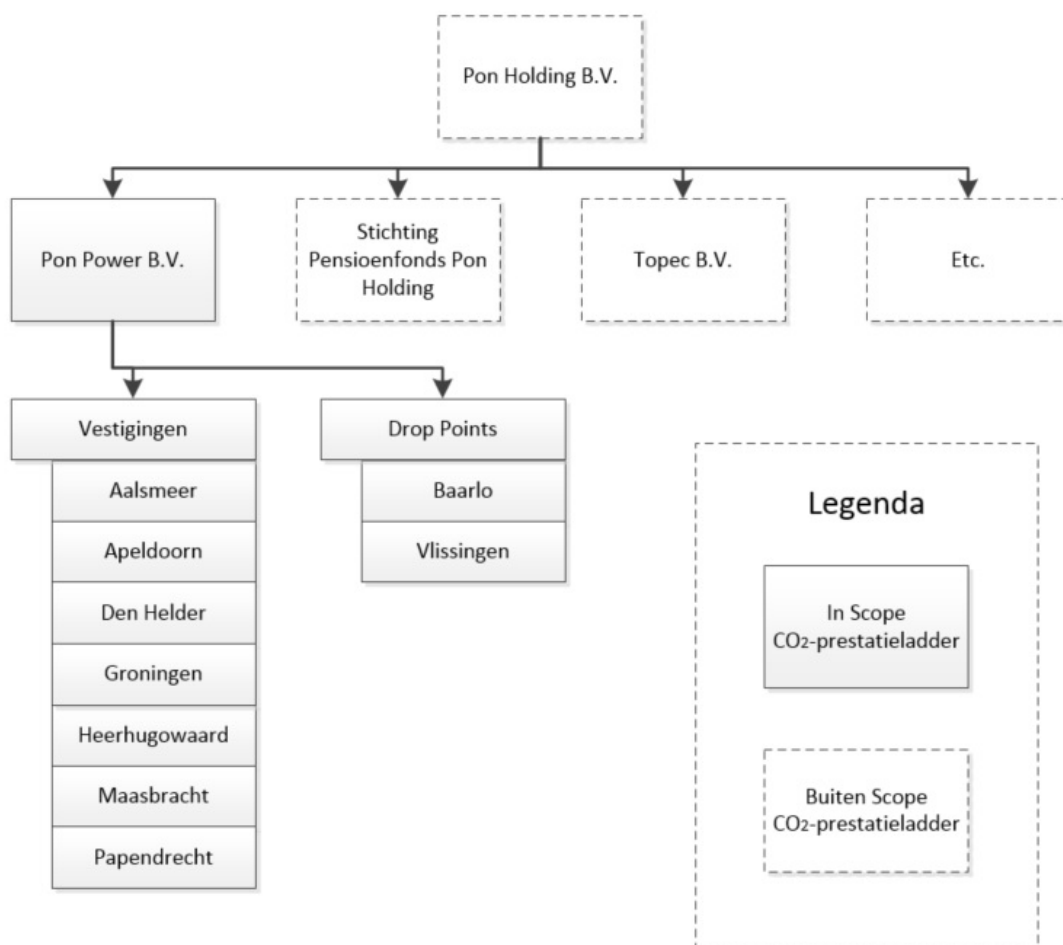 Pon Holding B.V.
Pon Power B.V.
Stichting
Pensioenfonds Pon
Holding
Topec B.V.
Etc.
Vestigingen
Aalsmeer
Apeldoorn
Den Helder
Groningen
Heerhugowaard
Maasbracht
Papendrecht
Drop Points
Baarlo
Vlissingen
Legenda
In Scope
CO2-prestatieladder
Buiten Scope
CO2-prestatieladder